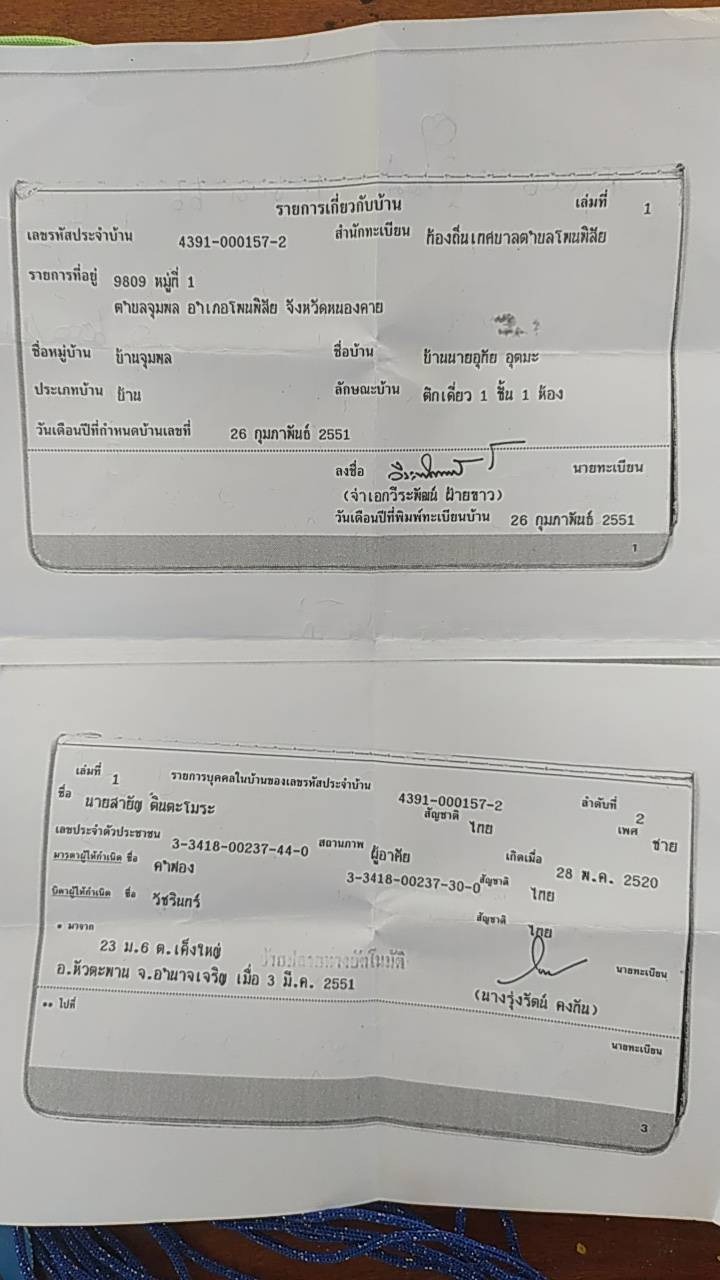 รายการเกี่ยวกับบ้าน เล่มที่ 1
เลขรหัสประจำบ้าน 4391-000157-2 สำนักทะเบียน ท้องถิ่นเทศบาลตำบลโพนพิสัย
รายการที่อยู่ 9809 หมู่ที่ 1
ตำบลจุมพล อำเภอโพนพิสัย จังหวัดหนองคาย
ชื่อหมู่บ้าน บ้านจุมพล ชื่อบ้าน บ้านนายอุทัย อุตมะ
ประเภทบ้าน บ้าน ลักษณะบ้าน ตึกเดี่ยว 1 ชั้น 1 ห้อง
วันเดือนปีที่กำหนดบ้านเลขที่ 26 กุมภาพันธ์ 2551
ลงชื่อ นายทะเบียน
(จ่าเอกวีระพัฒน์ ฝ้ายขาว)
วันเดือนปีที่พิมพ์ทะเบียนบ้าน 26 กุมภาพันธ์ 2551
1
เล่มที่ 1 รายการบุคคลในบ้านของเลขรหัสประจำบ้าน 4391-000157-2 ลำดับที่ 2
ชื่อ นายสายัญ ตินตะโมระ สัญชาติ ไทย เพศ ชาย
เลขประจำตัวประชาชน 3-3418-00237-44-0 สถานภาพ ผู้อาศัย เกิดเมื่อ 28 พ.ค. 2520
มารดาผู้ให้กำเนิด ชื่อ คำฟอง 3-3418-00237-30-0 สัญชาติ ไทย
บิดาผู้ให้กำเนิด ชื่อ วัชรินทร์ สัญชาติ ไทย
* มาจาก
23 ม.6 ต.เค็งใหญ่
อ.หัวตะพาน จ.อำนาจเจริญ เมื่อ 3 มี.ค. 2551 นายทะเบียน
(นางรุ่งรัตน์ คงกัน)
** ไปที่
นายทะเบียน
3